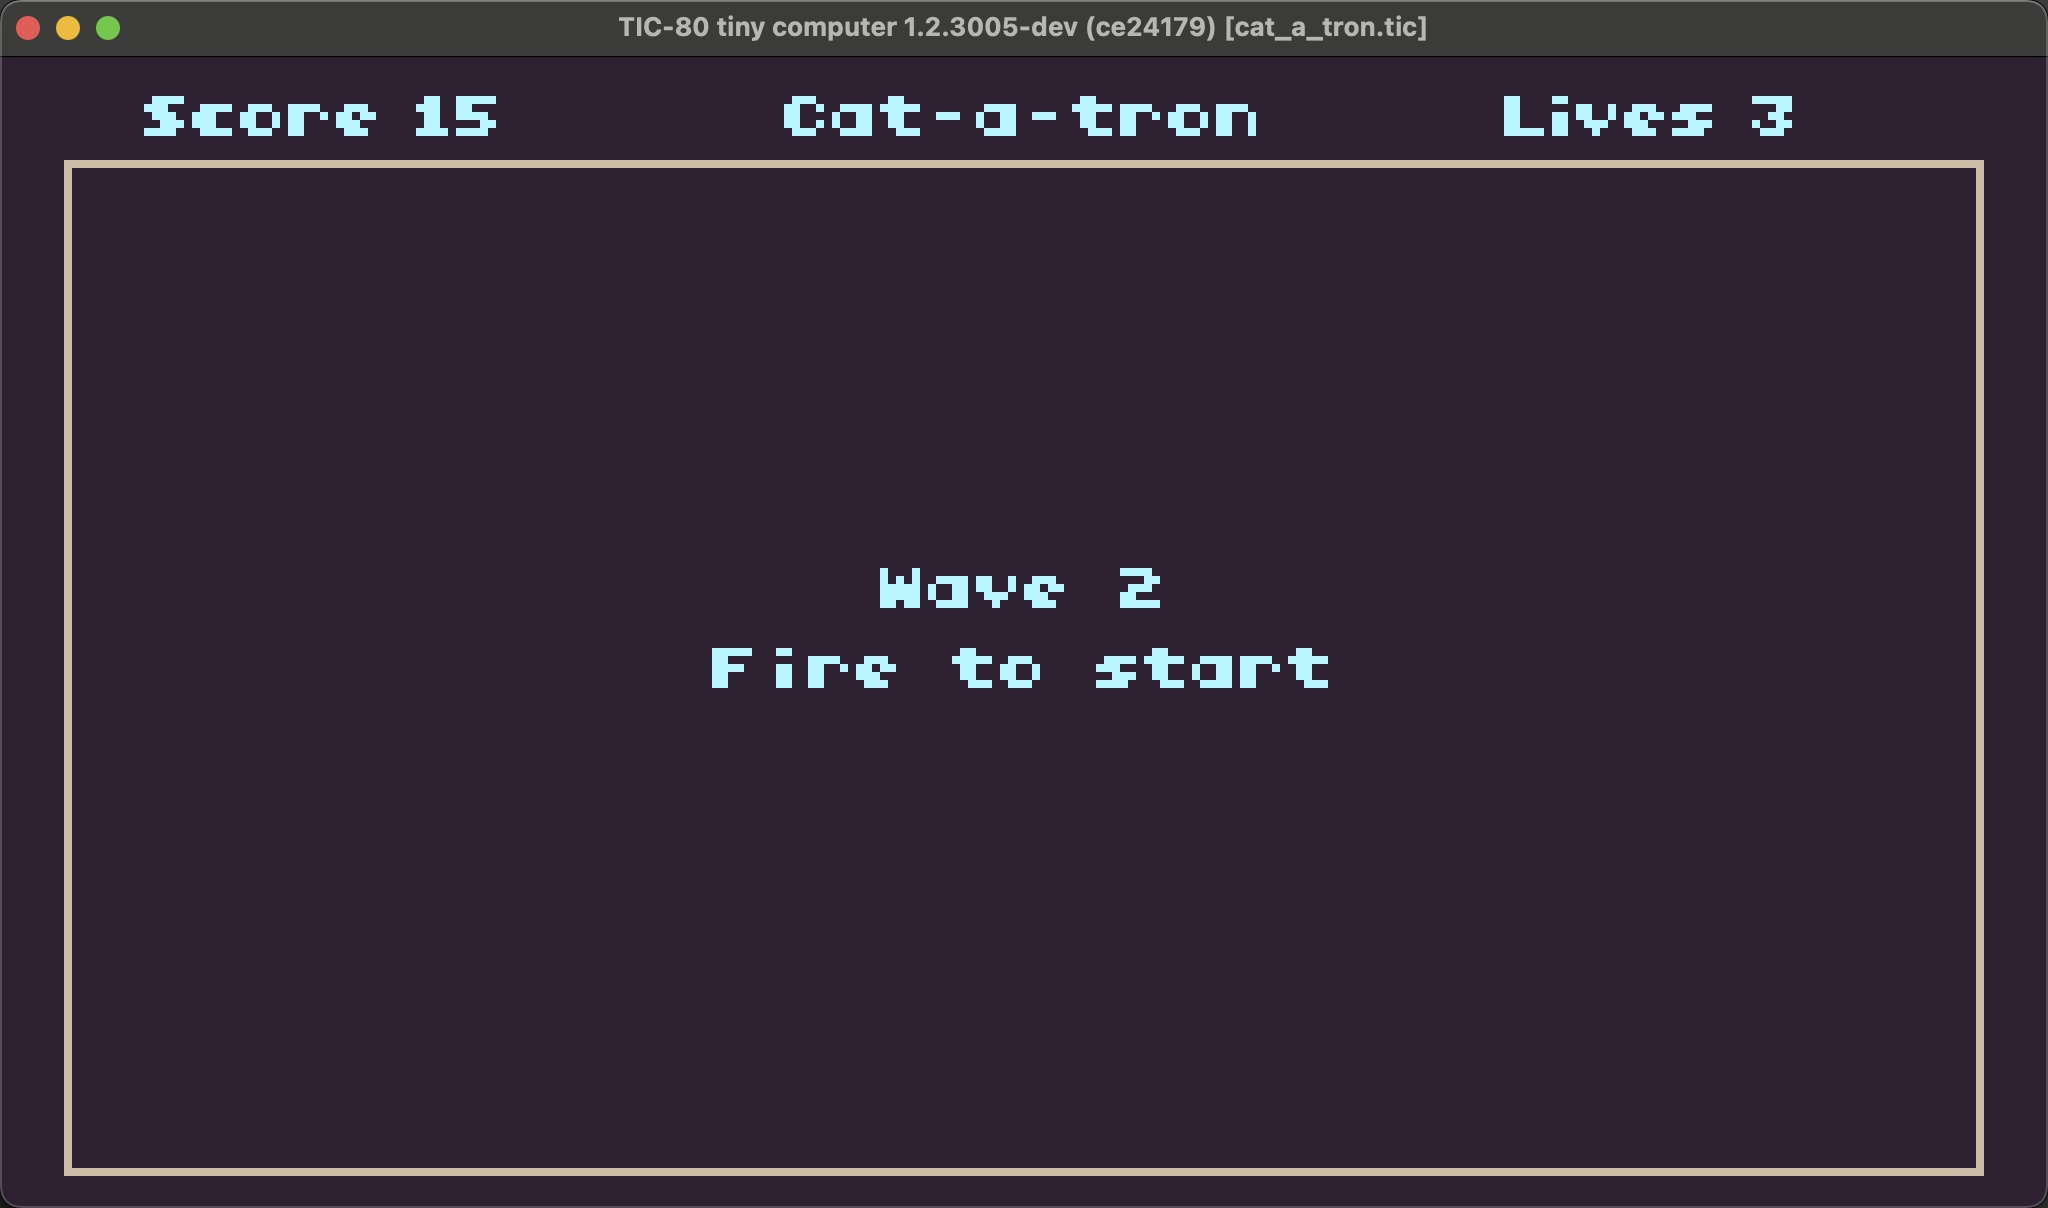 TIC-80 tiny computer 1.2.3005-dev (ce24179) [cat_a_tron.tic]
Score 15 Cat-a-tron Lives 3
Wave 2
Fire to start